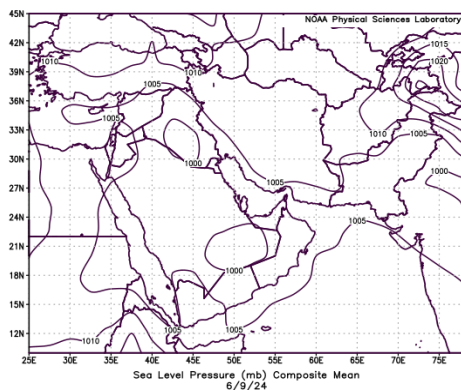 NOAA Physical Sciences Laboratory
45N
42N
39N
36N
33N
30N
27N
24N
21N
18N
15N
12N
1010
1010
1005
1005
1000
1005
1000
1005
1005
1010
1015
1020
1010
1005
1000
1005
25E 30E 35E 40E 45E 50E 55E 60E 65E 70E 75E
Sea Level Pressure (mb) Composite Mean
6/9/24